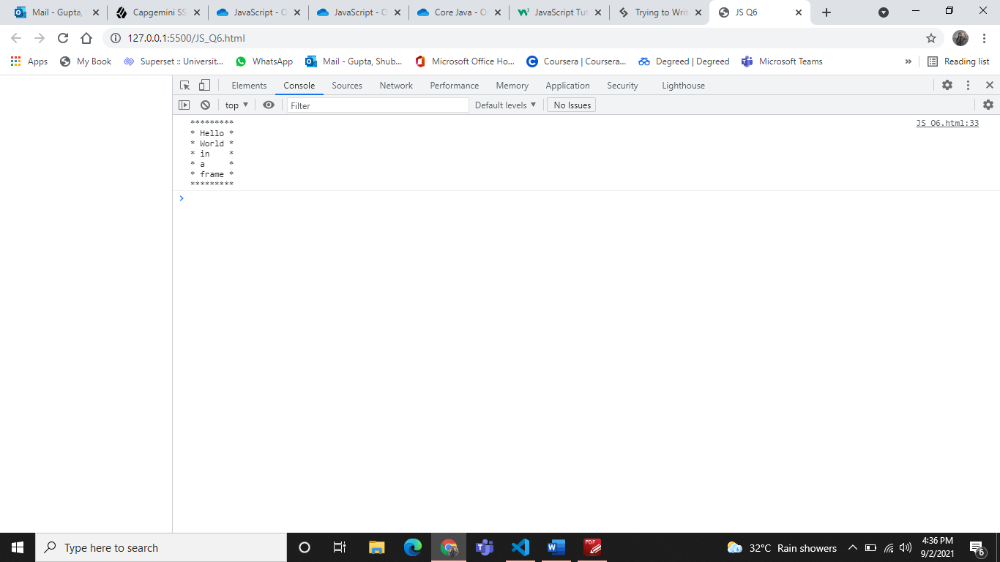 Mail - Gupta,
Capgemini SS
JavaScript - O
JavaScript - O
Core Java - O
JavaScript Tut
Trying to Writ
JS Q6
127.0.0.1:5500/JS_Q6.html
Apps
My Book
Superset :: Universit...
WhatsApp
Mail - Gupta, Shub...
Microsoft Office Ho...
Coursera | Coursera...
Degreed | Degreed
Microsoft Teams
»
Reading list
Elements
Console
Sources
Network
Performance
Memory
Application
Security
Lighthouse
top
Filter
Default levels
No Issues
*********
JS_Q6.html:33
* Hello *
* World *
* in    *
* a     *
* frame *
*********
>
Type here to search
32°C Rain showers
4:36 PM
9/2/2021
6